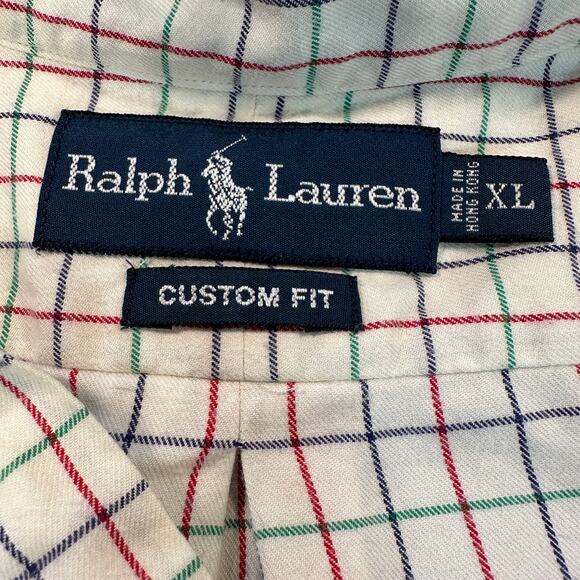 Ralph Lauren
MADE IN
HONG KONG
XL
CUSTOM FIT